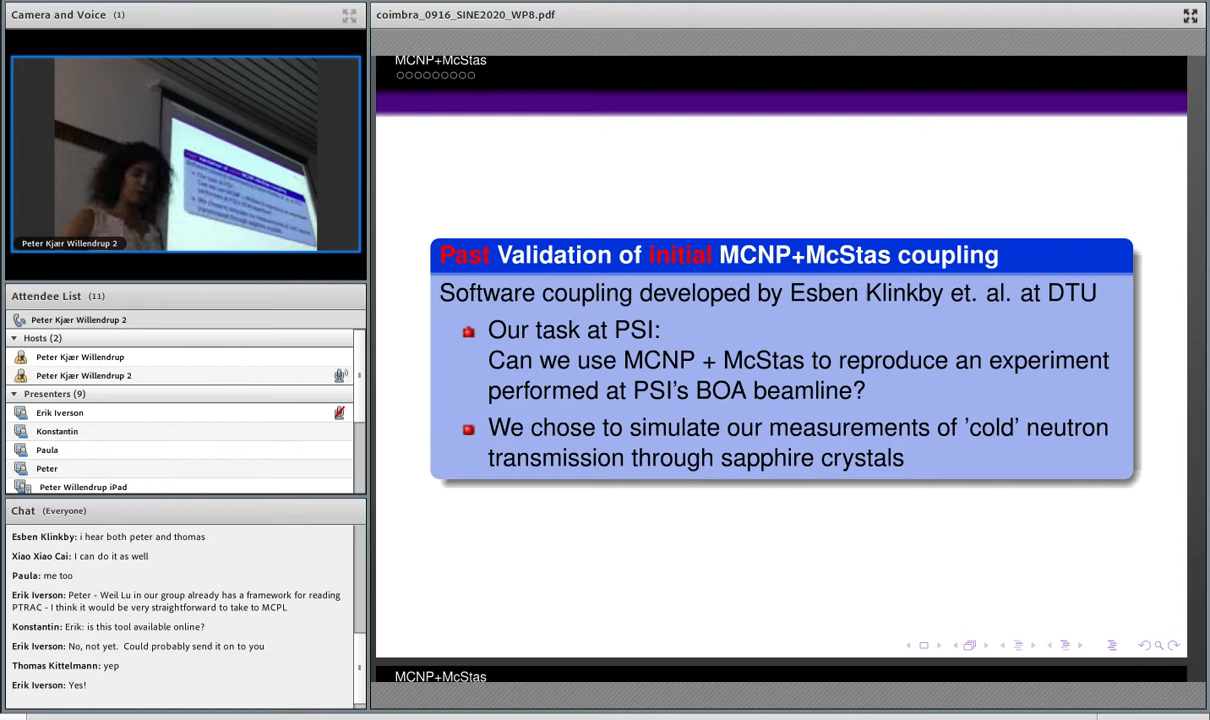 Camera and Voice (1)
Peter Kjær Willendrup 2
Attendee List (11)
Peter Kjær Willendrup 2
Hosts (2)
Peter Kjær Willendrup
Peter Kjær Willendrup 2
Presenters (9)
Erik Iverson
Konstantin
Paula
Peter
Peter Willendrup iPad
Chat (Everyone)
Esben Klinkby: i hear both peter and thomas
Xiao Xiao Cai: I can do it as well
Paula: me too
Erik Iverson: Peter - Weil Lu in our group already has a framework for reading
PTRAC - I think it would be very straightforward to take to MCPL
Konstantin: Erik: is this tool available online?
Erik Iverson: No, not yet. Could probably send it on to you
Thomas Kittelmann: yep
Erik Iverson: Yes!
coimbra_0916_SINE2020_WP8.pdf
MCNP+McStas
Past Validation of initial MCNP+McStas coupling
Software coupling developed by Esben Klinkby et. al. at DTU
Our task at PSI:
Can we use MCNP + McStas to reproduce an experiment
performed at PSI's BOA beamline?
We chose to simulate our measurements of 'cold' neutron
transmission through sapphire crystals
MCNP+McStas